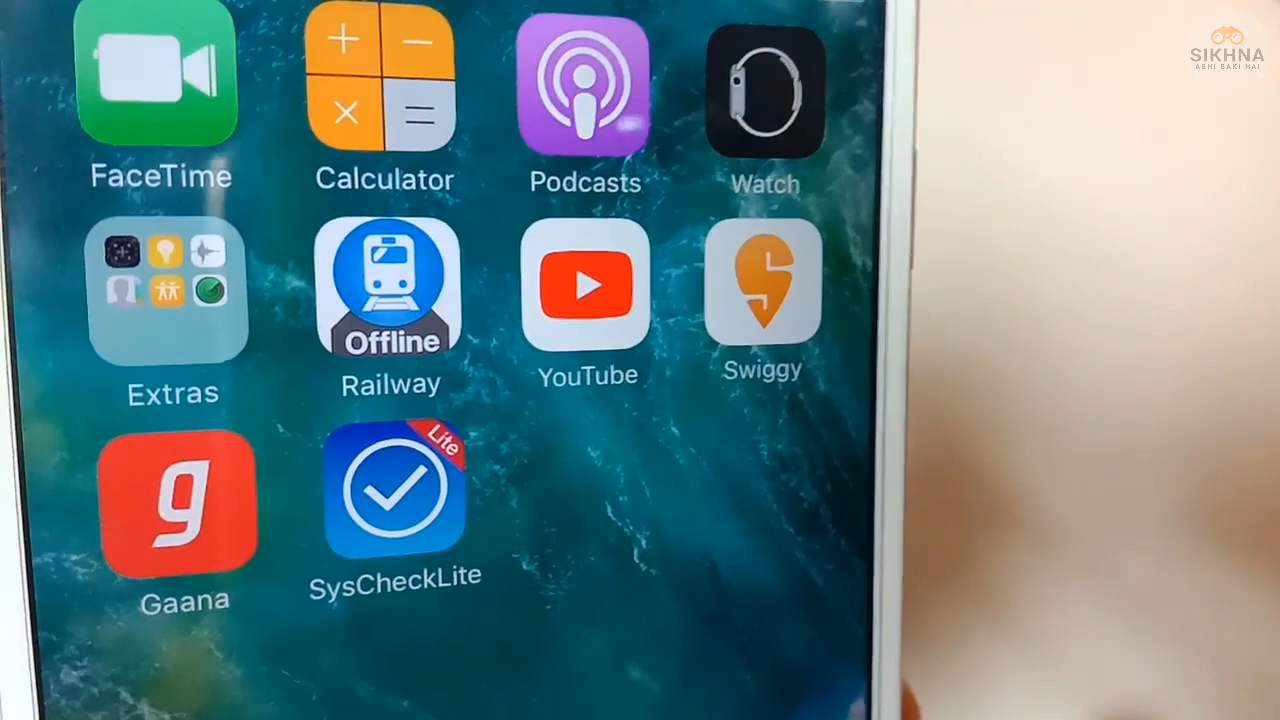 SIKHNA
ABHI BAKI HAI
FaceTime
Calculator
Podcasts
Watch
Offline
Extras
Railway
YouTube
Swiggy
g
Lite
Gaana
SysCheckLite